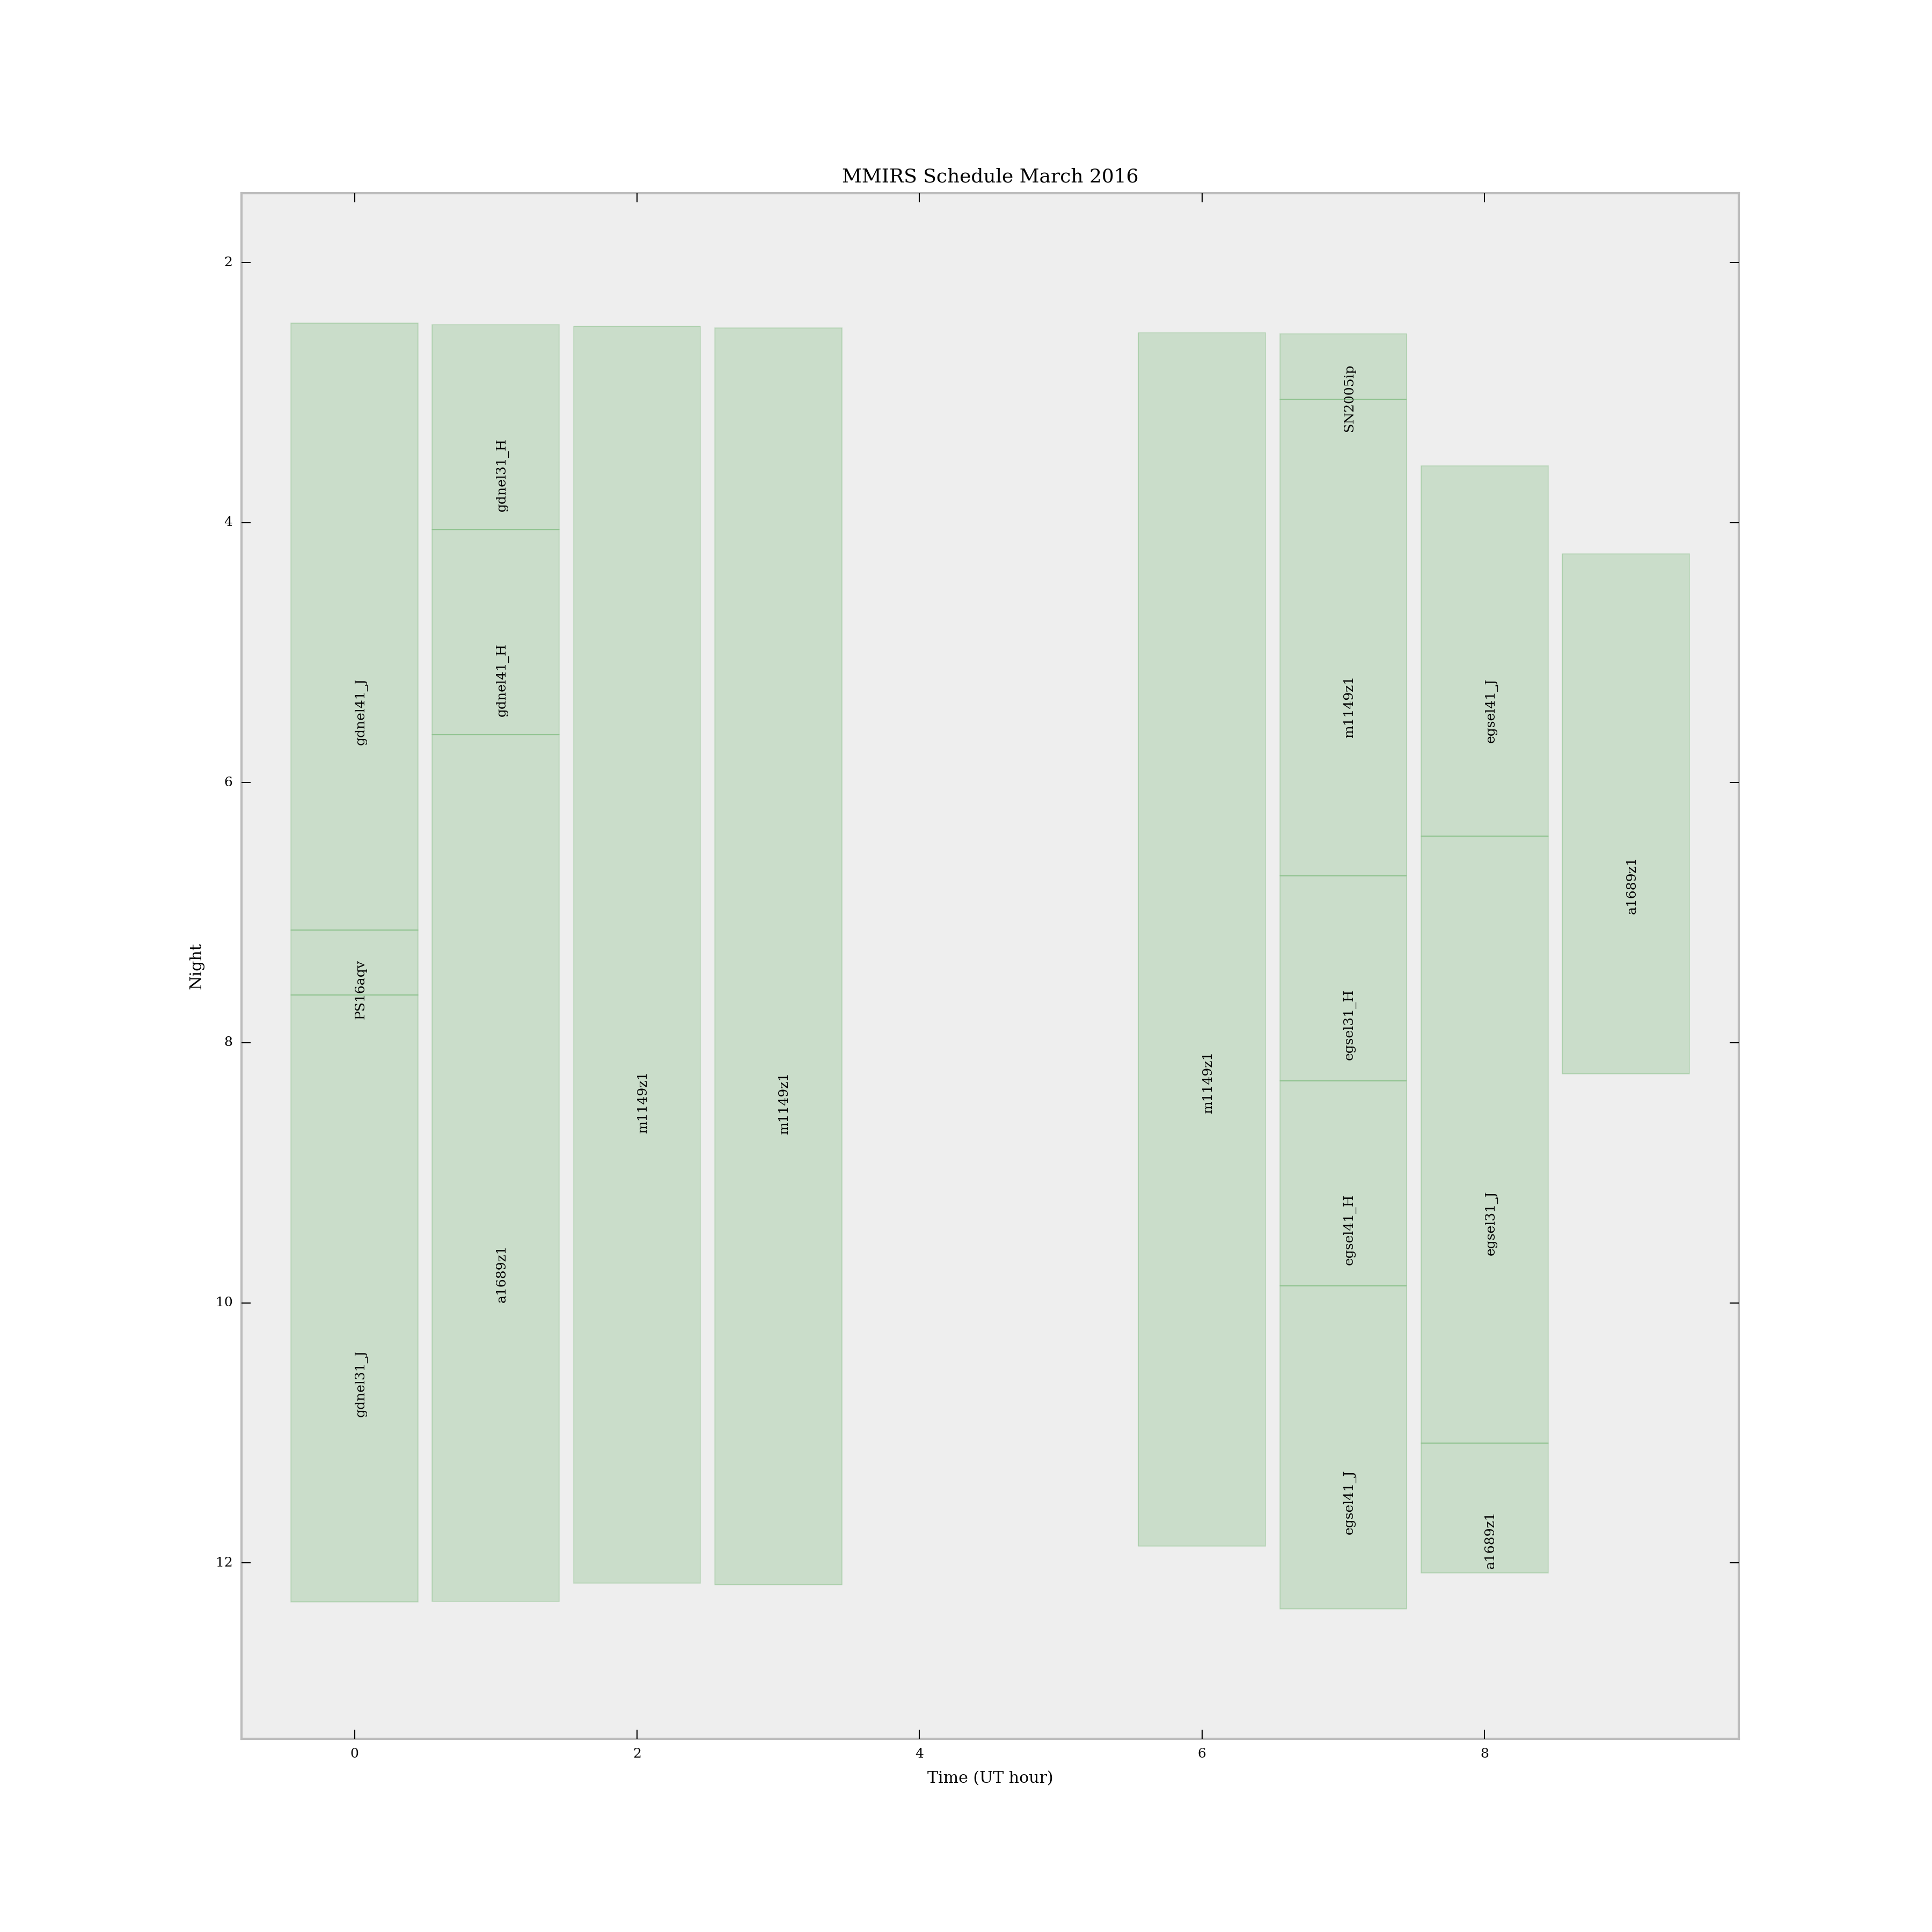 MMIRS Schedule March 2016
Night
2
4
6
8
10
12
gdnel41_J
PS16aqv
gdnel31_J
gdnel31_H
gdnel41_H
a1689z1
m1149z1
m1149z1
m1149z1
SN2005ip
m1149z1
egsel31_H
egsel41_H
egsel41_J
egsel41_J
egsel31_J
a1689z1
a1689z1
0
2
4
6
8
Time (UT hour)